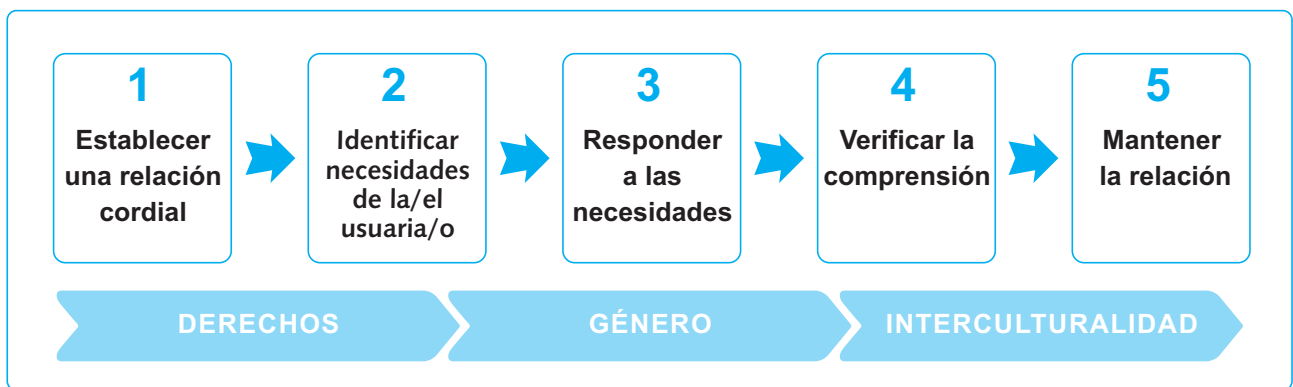 1
Establecer
una relación
cordial
2
Identificar
necesidades
de la/el
usuaria/o
3
Responder
a las
necesidades
4
Verificar la
comprensión
5
Mantener
la relación
DERECHOS
GÉNERO
INTERCULTURALIDAD